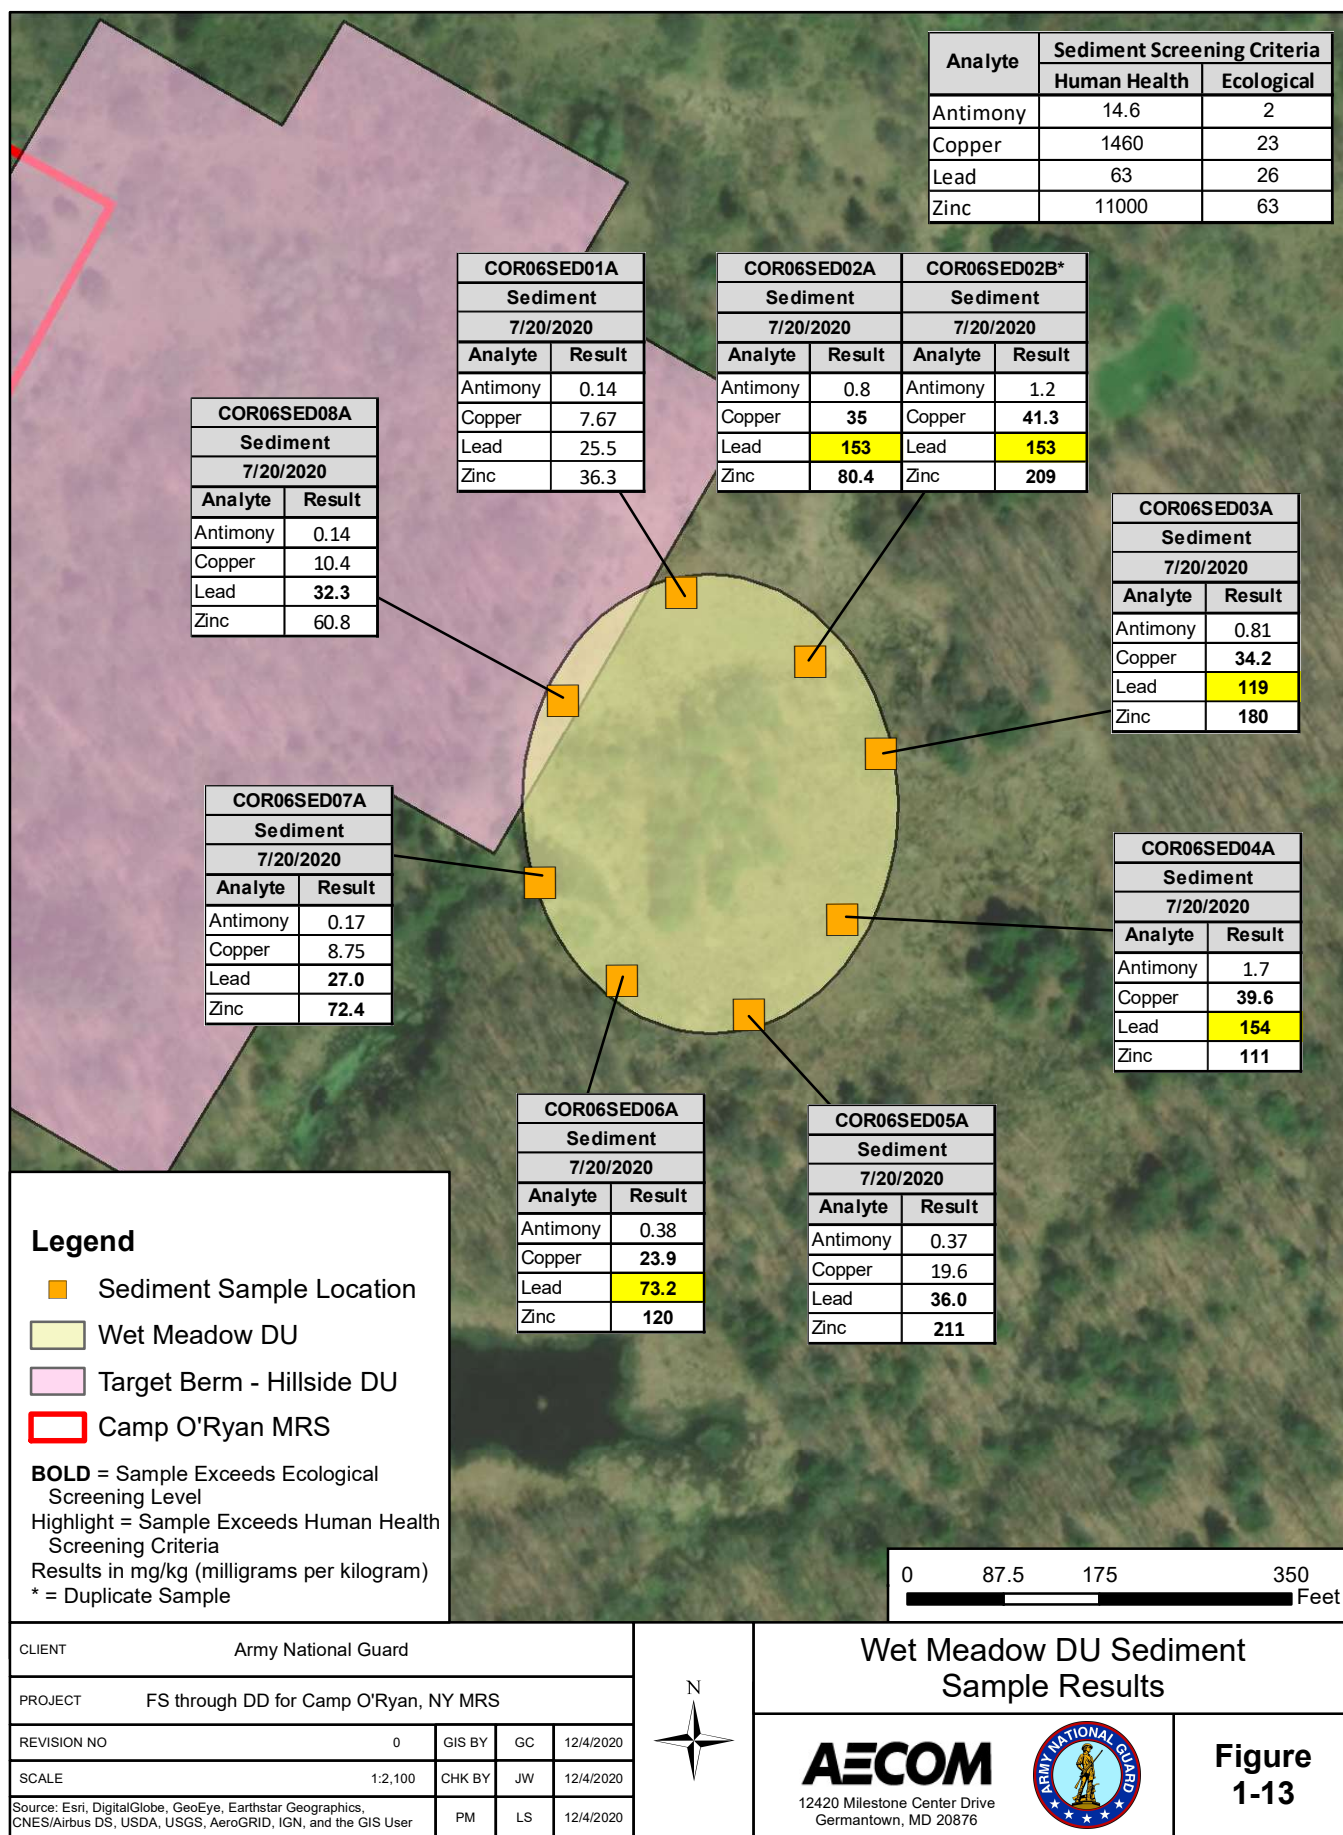 Analyte Sediment Screening Criteria
Human Health Ecological
Antimony 14.6 2
Copper 1460 23
Lead 63 26
Zinc 11000 63
COR06SED01A
Sediment
7/20/2020
Analyte Result
Antimony 0.14
Copper 7.67
Lead 25.5
Zinc 36.3
COR06SED02A COR06SED02B*
Sediment Sediment
7/20/2020 7/20/2020
Analyte Result Analyte Result
Antimony 0.8 Antimony 1.2
Copper 35 Copper 41.3
Lead 153 Lead 153
Zinc 80.4 Zinc 209
COR06SED08A
Sediment
7/20/2020
Analyte Result
Antimony 0.14
Copper 10.4
Lead 32.3
Zinc 60.8
COR06SED03A
Sediment
7/20/2020
Analyte Result
Antimony 0.81
Copper 34.2
Lead 119
Zinc 180
COR06SED07A
Sediment
7/20/2020
Analyte Result
Antimony 0.17
Copper 8.75
Lead 27.0
Zinc 72.4
COR06SED04A
Sediment
7/20/2020
Analyte Result
Antimony 1.7
Copper 39.6
Lead 154
Zinc 111
COR06SED06A
Sediment
7/20/2020
Analyte Result
Antimony 0.38
Copper 23.9
Lead 73.2
Zinc 120
COR06SED05A
Sediment
7/20/2020
Analyte Result
Antimony 0.37
Copper 19.6
Lead 36.0
Zinc 211
Legend
Sediment Sample Location
Wet Meadow DU
Target Berm - Hillside DU
Camp O'Ryan MRS
BOLD = Sample Exceeds Ecological
Screening Level
Highlight = Sample Exceeds Human Health
Screening Criteria
Results in mg/kg (milligrams per kilogram)
* = Duplicate Sample
0 87.5 175 350
Feet
CLIENT Army National Guard
PROJECT FS through DD for Camp O'Ryan, NY MRS
REVISION NO 0 GIS BY GC 12/4/2020
SCALE 1:2,100 CHK BY JW 12/4/2020
Source: Esri, DigitalGlobe, GeoEye, Earthstar Geographics,
CNES/Airbus DS, USDA, USGS, AeroGRID, IGN, and the GIS User
PM LS 12/4/2020
N
Wet Meadow DU Sediment
Sample Results
AECOM
12420 Milestone Center Drive
Germantown, MD 20876
ARMY NATIONAL GUARD
Figure
1-13